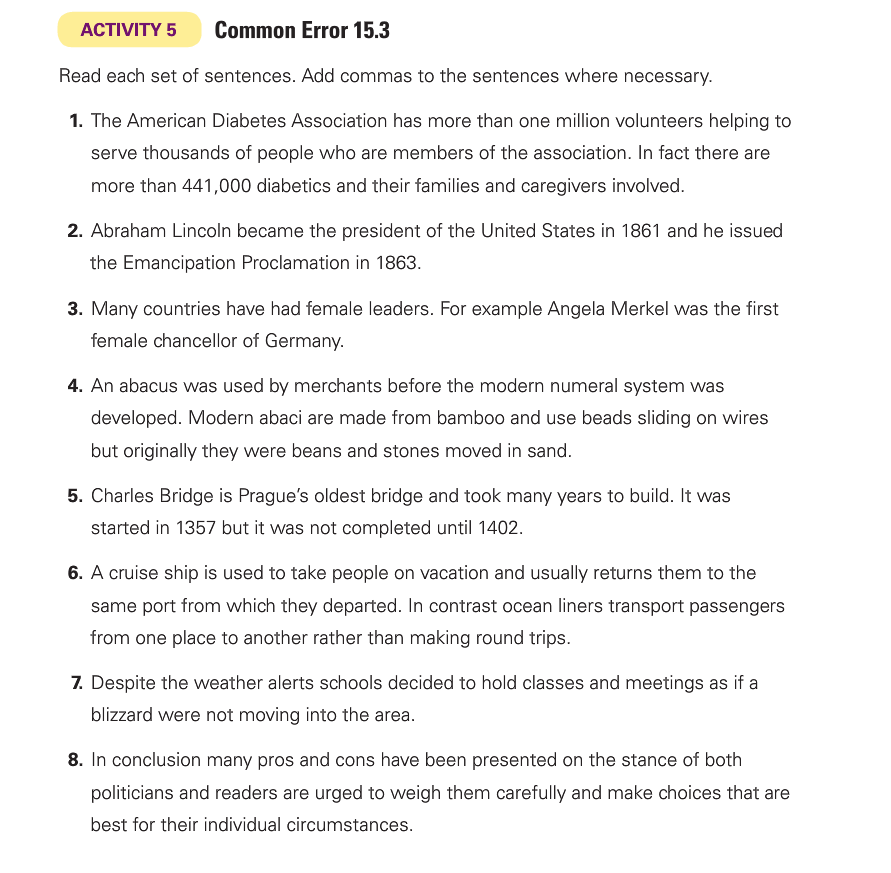 ACTIVITY 5 Common Error 15.3
Read each set of sentences. Add commas to the sentences where necessary.
1. The American Diabetes Association has more than one million volunteers helping to
serve thousands of people who are members of the association. In fact there are
more than 441,000 diabetics and their families and caregivers involved.
2. Abraham Lincoln became the president of the United States in 1861 and he issued
the Emancipation Proclamation in 1863.
3. Many countries have had female leaders. For example Angela Merkel was the first
female chancellor of Germany.
4. An abacus was used by merchants before the modern numeral system was
developed. Modern abaci are made from bamboo and use beads sliding on wires
but originally they were beans and stones moved in sand.
5. Charles Bridge is Prague’s oldest bridge and took many years to build. It was
started in 1357 but it was not completed until 1402.
6. A cruise ship is used to take people on vacation and usually returns them to the
same port from which they departed. In contrast ocean liners transport passengers
from one place to another rather than making round trips.
7. Despite the weather alerts schools decided to hold classes and meetings as if a
blizzard were not moving into the area.
8. In conclusion many pros and cons have been presented on the stance of both
politicians and readers are urged to weigh them carefully and make choices that are
best for their individual circumstances.